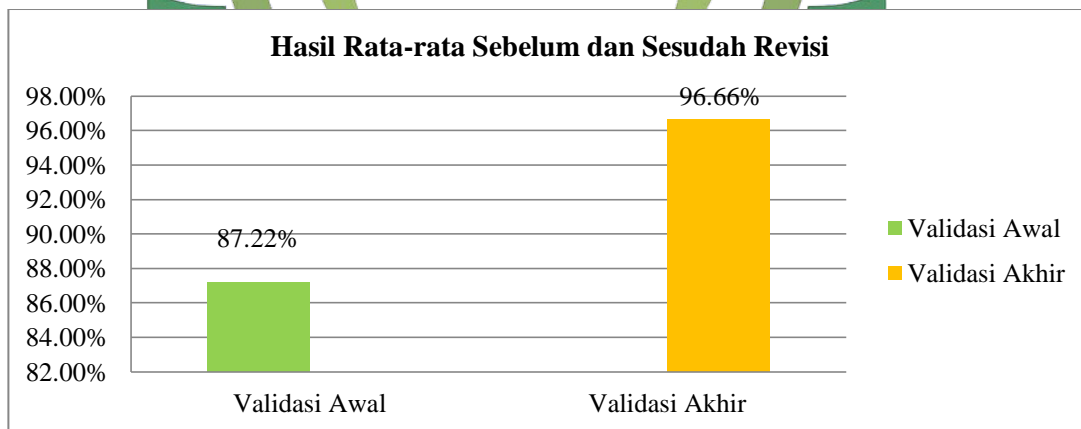 Hasil Rata-rata Sebelum dan Sesudah Revisi
98.00%
96.00%
94.00%
92.00%
90.00%
88.00%
86.00%
84.00%
82.00%
87.22%
96.66%
Validasi Awal
Validasi Akhir
Validasi Awal
Validasi Akhir